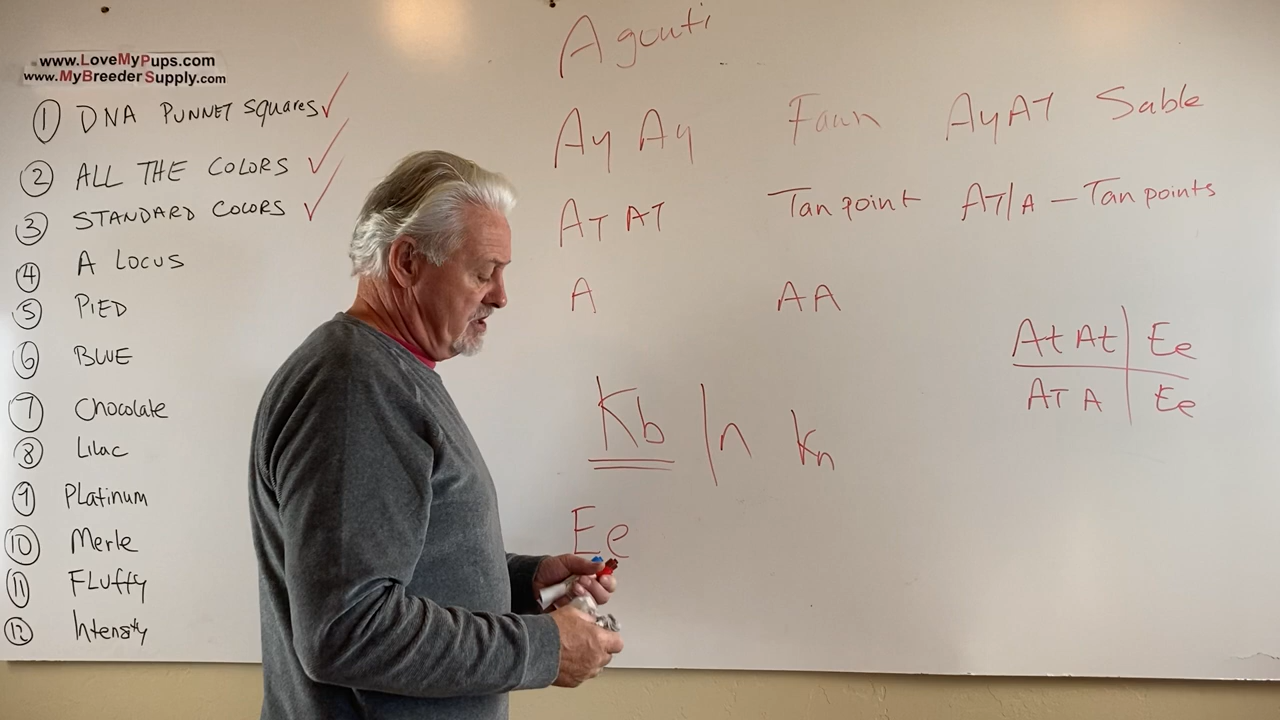 www.LoveMyPups.com
www.MyBreederSupply.com
1 DNA PUNNET Squares
2 ALL THE COLORS
3 STANDARD COLORS
4 A LOCUS
5 PIED
6 BLUE
7 Chocolate
8 Lilac
9 Platinum
10 Merle
11 FLuffy
12 Intensity
Agouti
Ay Ay Fawn AyAT Sable
AT AT Tan point AT/A - Tan points
A AA
At At Ee
AT A Ee
Kb n Kn
Ee